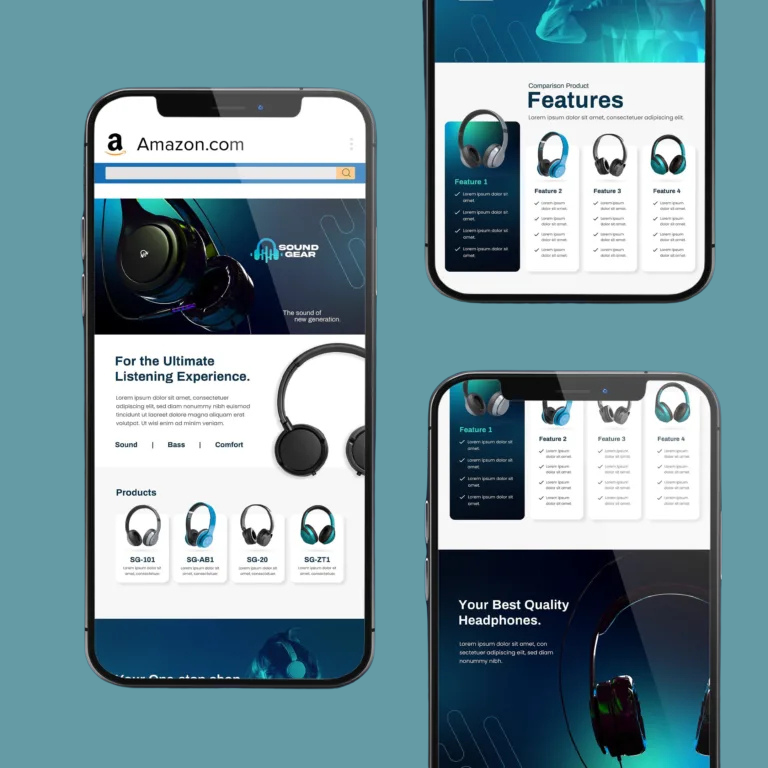 a Amazon.com
SOUND
GEAR
The sound of
new generation.
For the Ultimate
Listening Experience.
Lorem ipsum dolor sit amet, consectetuer
adipiscing elit, sed diam nonummy nibh euismod
tincidunt ut laoreet dolore magna aliquam erat
volutpat. Ut wisi enim ad minim veniam.
Sound | Bass | Comfort
Products
SG-101
Lorem ipsum dolor sit
amet, consectetuer.
SG-AB1
Lorem ipsum dolor sit
amet, consectetuer.
SG-20
Lorem ipsum dolor sit
amet, consectetuer.
SG-ZT1
Lorem ipsum dolor sit
amet, consectetuer.
Your One stop shop
Comparison Product
Features
Lorem ipsum dolor sit amet, consectetuer adipiscing elit.
Feature 1
Lorem ipsum dolor sit
amet.
Lorem ipsum dolor sit
amet.
Lorem ipsum dolor sit
amet.
Lorem ipsum dolor sit
amet.
Feature 2
Lorem ipsum
dolor sit amet.
Lorem ipsum
dolor sit amet.
Lorem ipsum
dolor sit amet.
Lorem ipsum
dolor sit amet.
Feature 3
Lorem ipsum
dolor sit amet.
Lorem ipsum
dolor sit amet.
Lorem ipsum
dolor sit amet.
Lorem ipsum
dolor sit amet.
Feature 4
Lorem ipsum
dolor sit amet.
Lorem ipsum
dolor sit amet.
Lorem ipsum
dolor sit amet.
Lorem ipsum
dolor sit amet.
Feature 1
Lorem ipsum dolor sit
amet.
Lorem ipsum dolor sit
amet.
Lorem ipsum dolor sit
amet.
Lorem ipsum dolor sit
amet.
Feature 2
Lorem ipsum
dolor sit amet.
Lorem ipsum
dolor sit amet.
Lorem ipsum
dolor sit amet.
Lorem ipsum
dolor sit amet.
Feature 3
Lorem ipsum
dolor sit amet.
Lorem ipsum
dolor sit amet.
Lorem ipsum
dolor sit amet.
Lorem ipsum
dolor sit amet.
Feature 4
Lorem ipsum
dolor sit amet.
Lorem ipsum
dolor sit amet.
Lorem ipsum
dolor sit amet.
Lorem ipsum
dolor sit amet.
Your Best Quality
Headphones.
Lorem ipsum dolor sit amet, con
sectetuer adipiscing elit, sed diam
nonummy nibh.